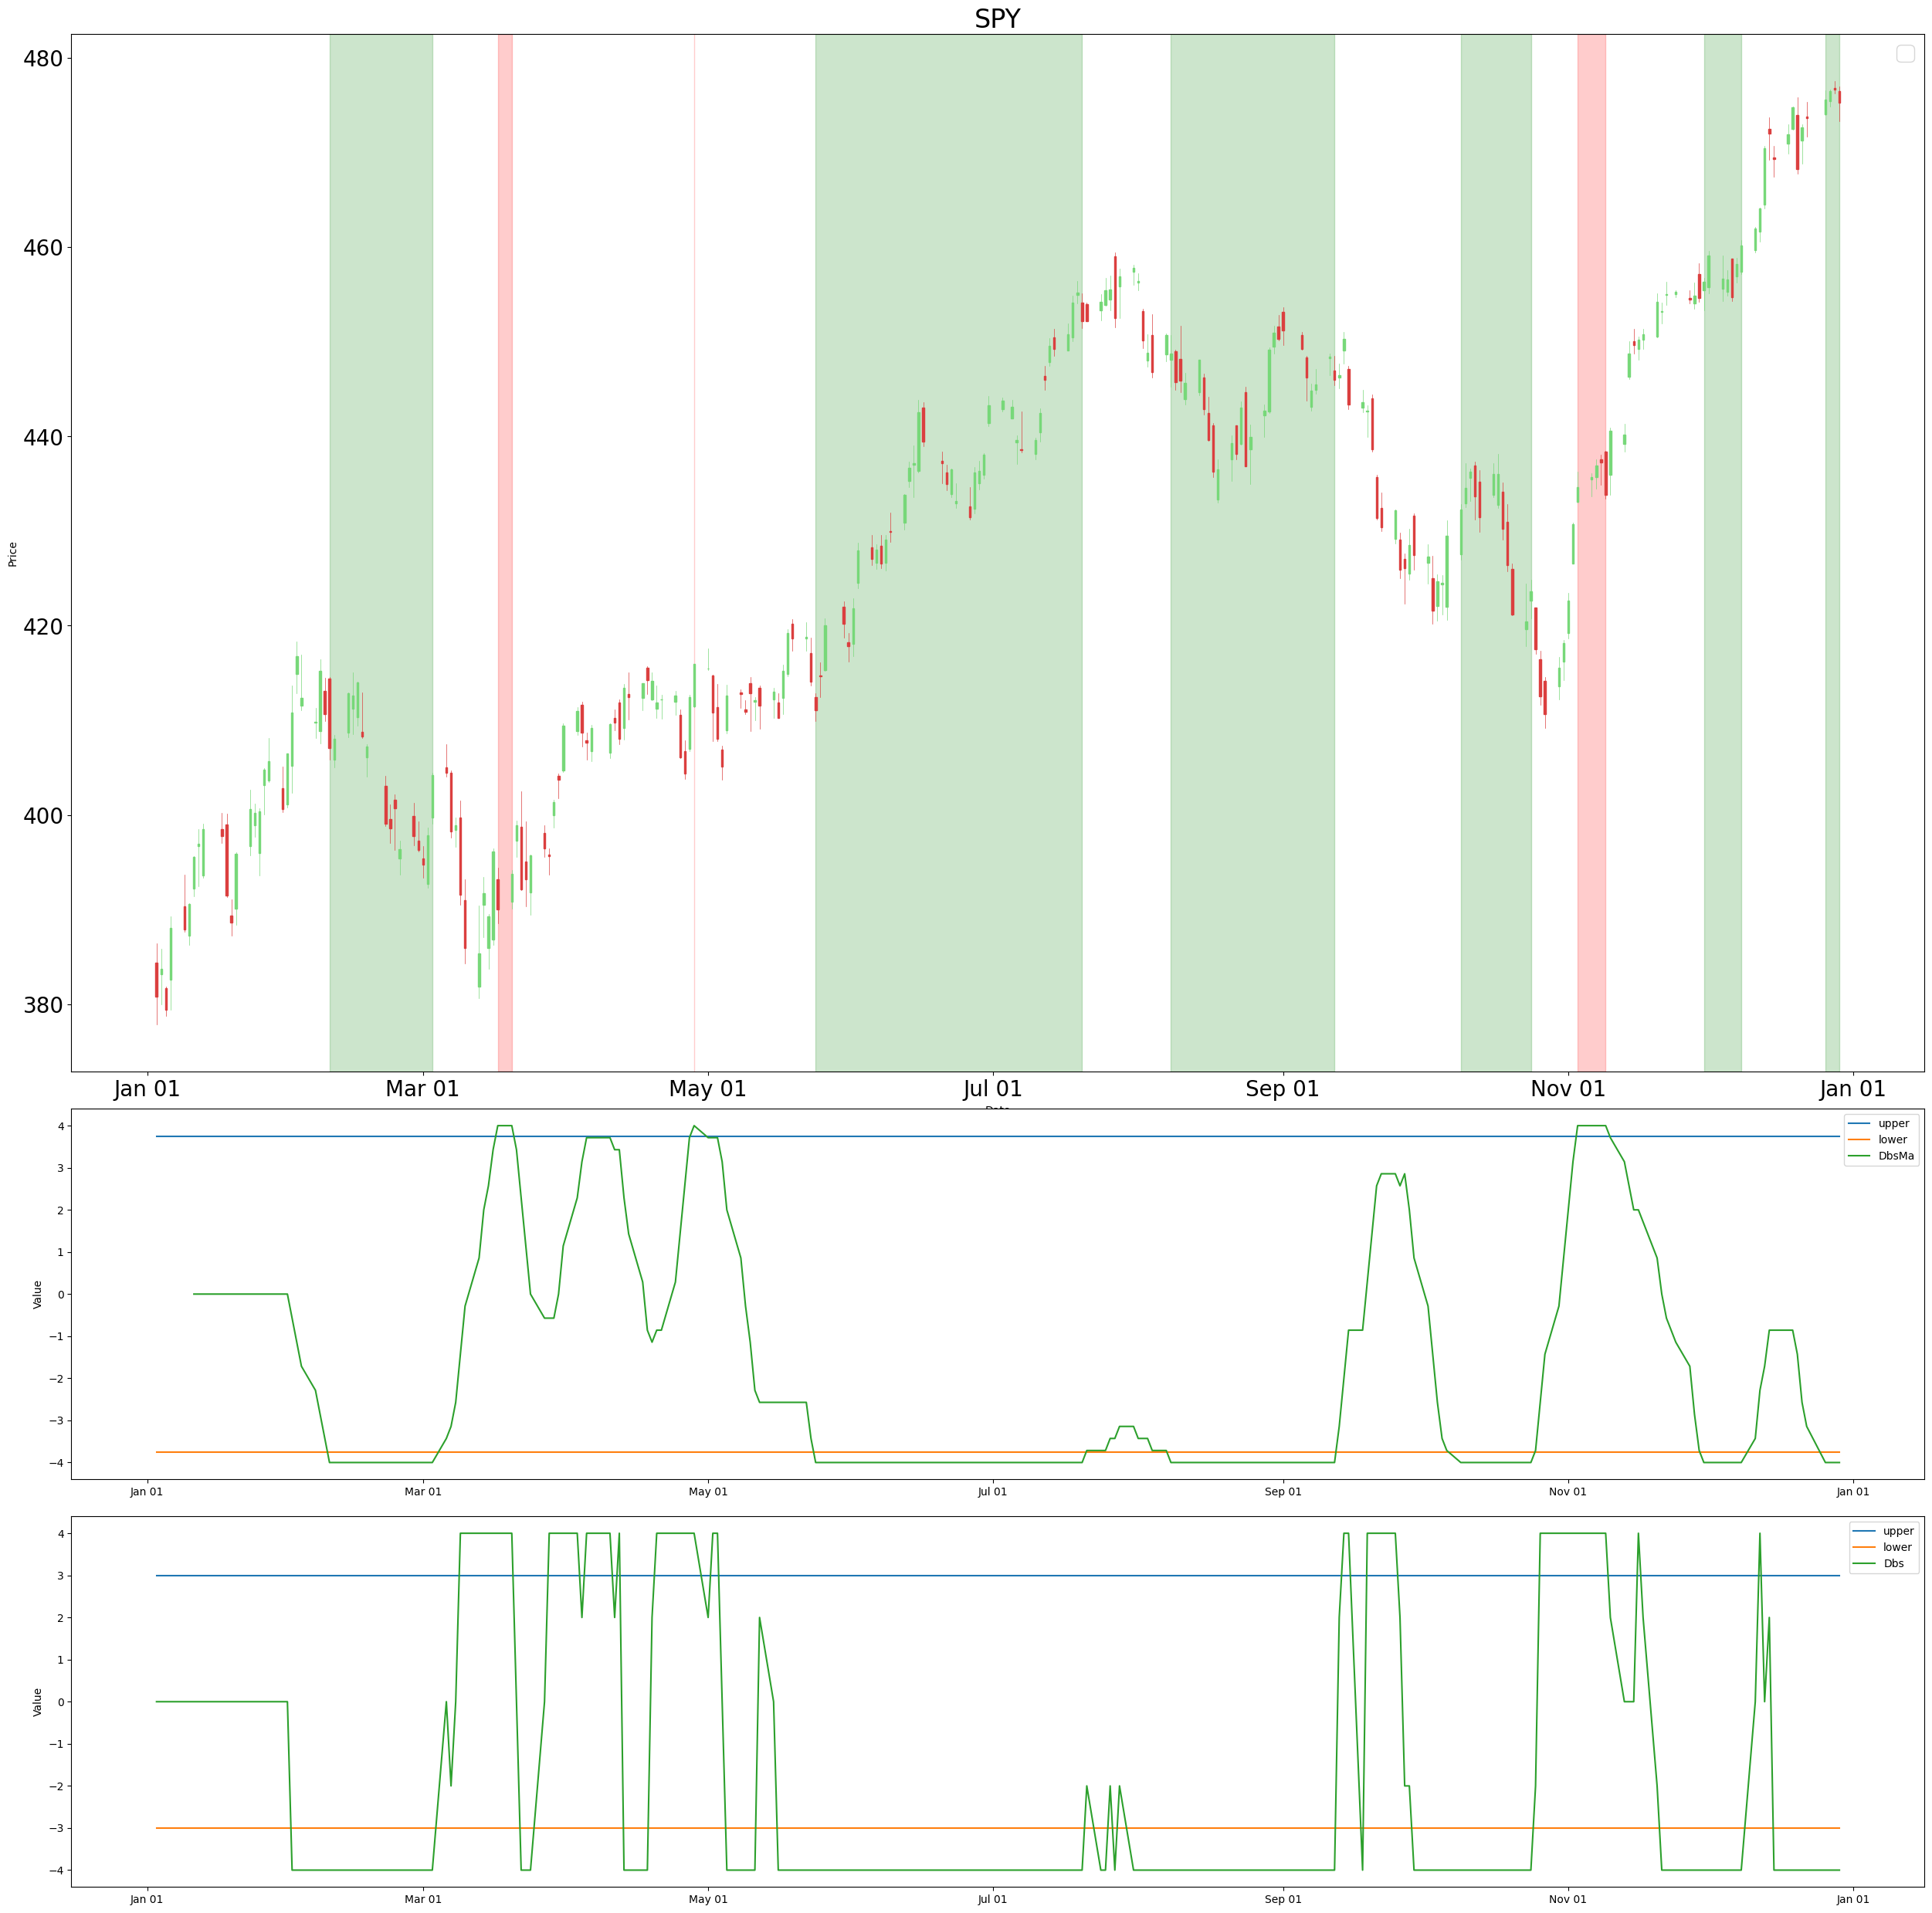 SPY
480
460
440
420
400
380
Price
Jan 01 Mar 01 May 01 Jul 01 Sep 01 Nov 01 Jan 01
Date
4
3
2
1
0
−1
−2
−3
−4
Value
upper
lower
DbsMa
Jan 01 Mar 01 May 01 Jul 01 Sep 01 Nov 01 Jan 01
4
3
2
1
0
−1
−2
−3
−4
Value
upper
lower
Dbs
Jan 01 Mar 01 May 01 Jul 01 Sep 01 Nov 01 Jan 01